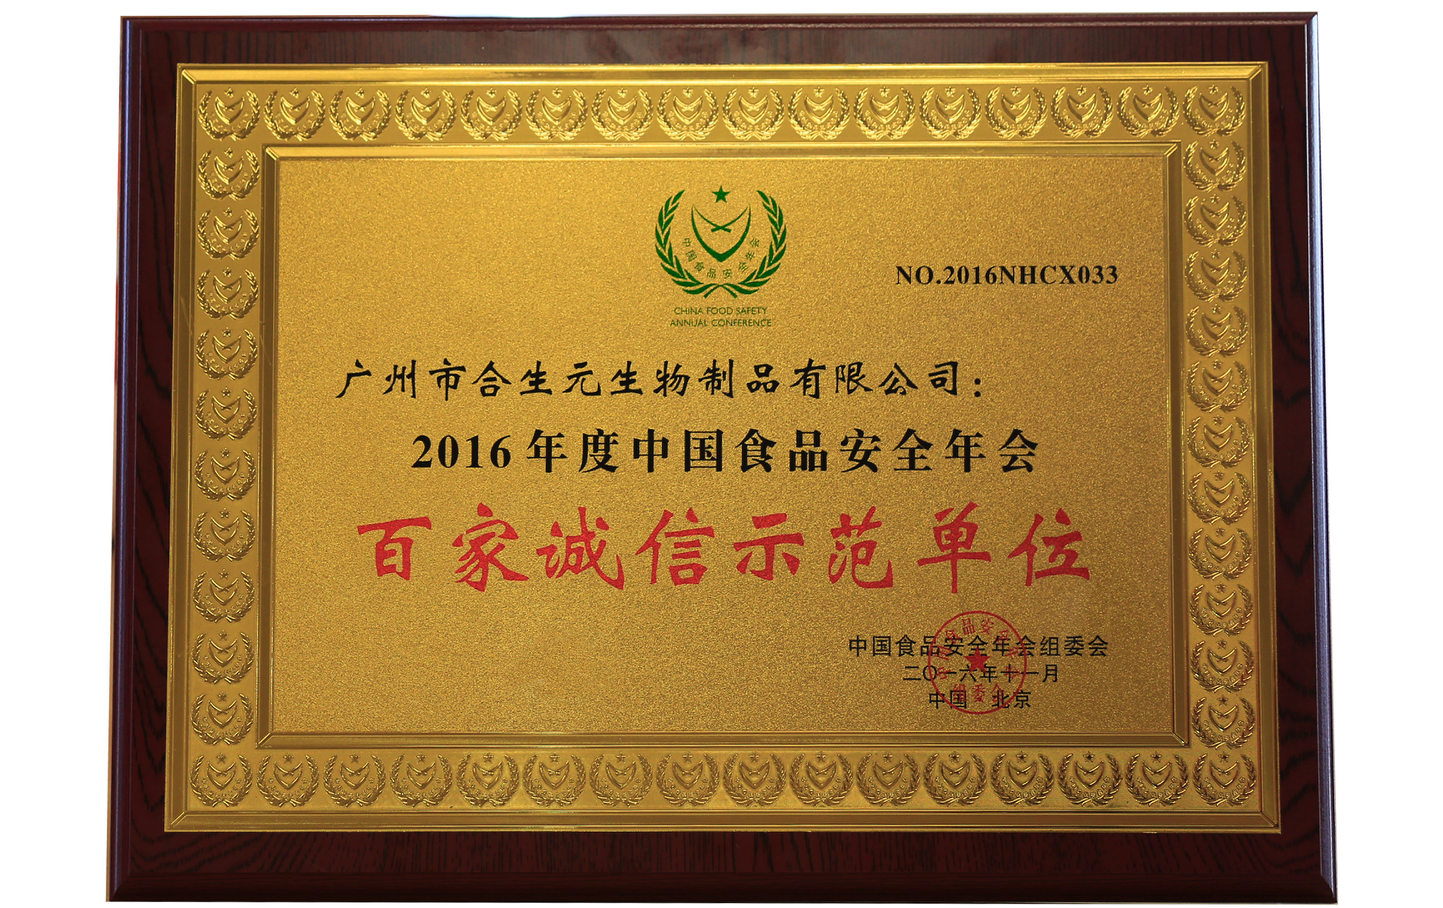 中国食品安全年会
CHINA FOOD SAFETY
ANNUAL CONFERENCE
NO.2016NHCX033
广州市合生元生物制品有限公司：
2016年度中国食品安全年会
百家诚信示范单位
中国食品安全年会组委会
二〇一六年十一月
中国·北京
组委会